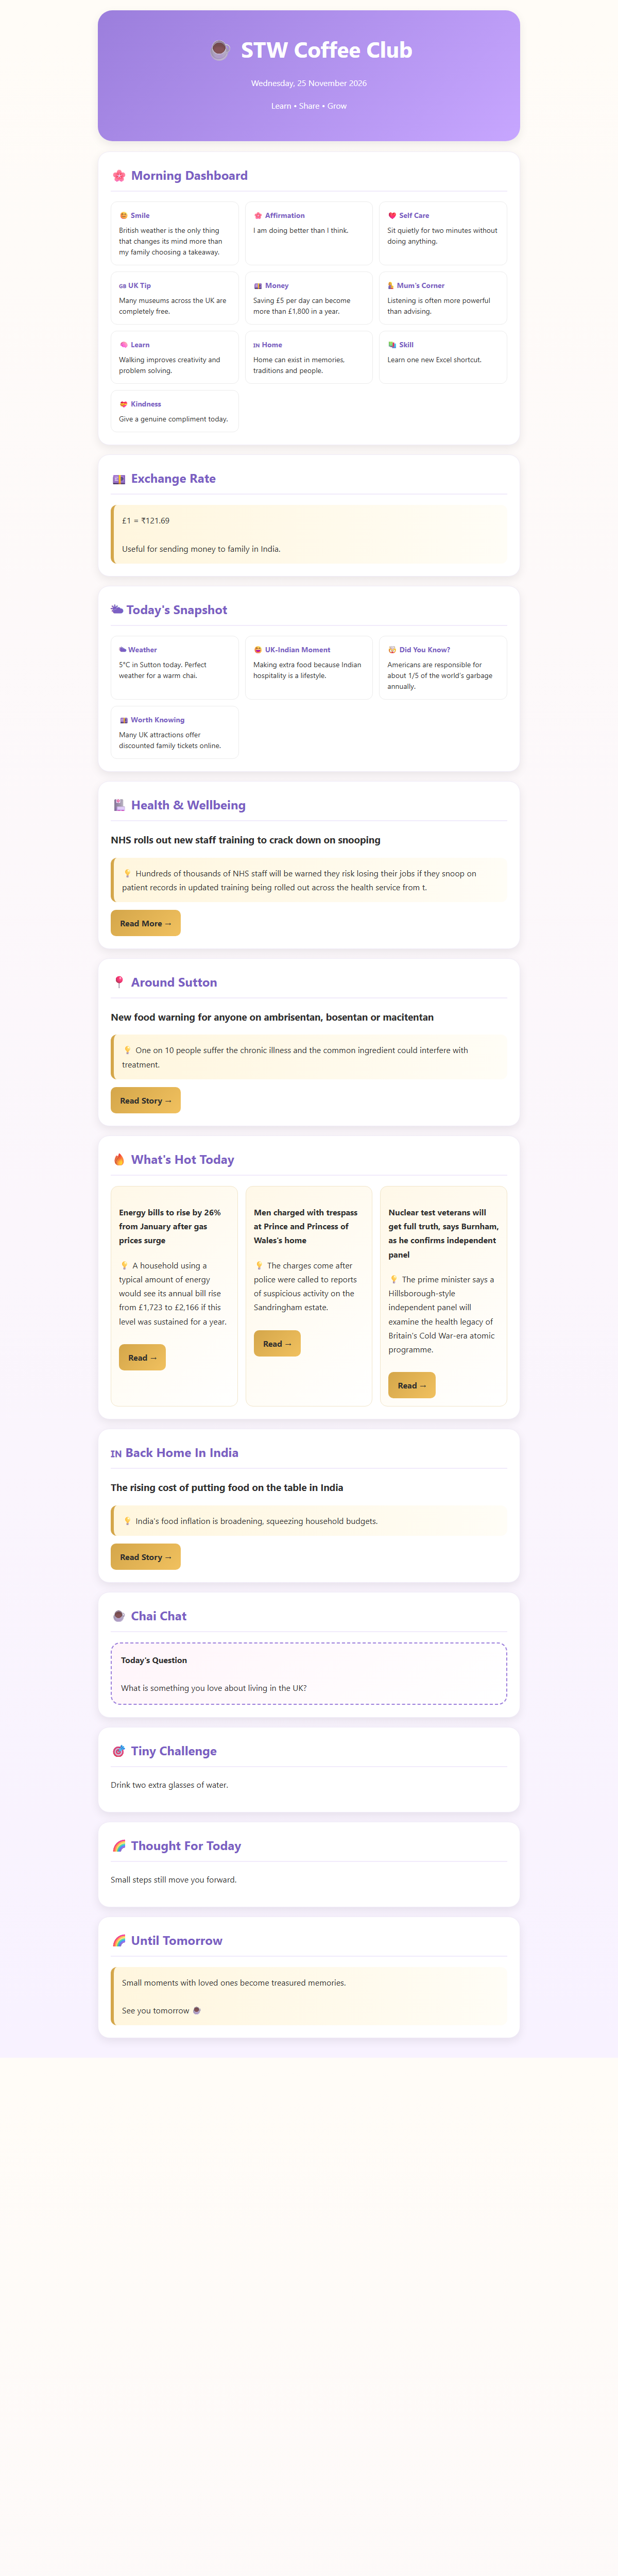 ☕ STW Coffee Club
Wednesday, 25 November 2026
Learn • Share • Grow
🌸 Morning Dashboard
😊 Smile
British weather is the only thing
that changes its mind more than
my family choosing a takeaway.
🌸 Affirmation
I am doing better than I think.
❤️ Self Care
Sit quietly for two minutes without
doing anything.
GB UK Tip
Many museums across the UK are
completely free.
💷 Money
Saving £5 per day can become
more than £1,800 in a year.
Mum's Corner
Listening is often more powerful
than advising.
🧠 Learn
Walking improves creativity and
problem solving.
IN Home
Home can exist in memories,
traditions and people.
📚 Skill
Learn one new Excel shortcut.
💝 Kindness
Give a genuine compliment today.
💷 Exchange Rate
£1 = ₹121.69
Useful for sending money to family in India.
🌤 Today's Snapshot
🌤 Weather
5°C in Sutton today. Perfect
weather for a warm chai.
😄 UK-Indian Moment
Making extra food because Indian
hospitality is a lifestyle.
🤯 Did You Know?
Americans are responsible for
about 1/5 of the world's garbage
annually.
💷 Worth Knowing
Many UK attractions offer
discounted family tickets online.
Health & Wellbeing
NHS rolls out new staff training to crack down on snooping
💡 Hundreds of thousands of NHS staff will be warned they risk losing their jobs if they snoop on
patient records in updated training being rolled out across the health service from t.
Read More →
📍 Around Sutton
New food warning for anyone on ambrisentan, bosentan or macitentan
💡 One on 10 people suffer the chronic illness and the common ingredient could interfere with
treatment.
Read Story →
🔥 What's Hot Today
Energy bills to rise by 26%
from January after gas
prices surge
💡 A household using a
typical amount of energy
would see its annual bill rise
from £1,723 to £2,166 if this
level was sustained for a year.
Read →
Men charged with trespass
at Prince and Princess of
Wales's home
💡 The charges come after
police were called to reports
of suspicious activity on the
Sandringham estate.
Read →
Nuclear test veterans will
get full truth, says Burnham,
as he confirms independent
panel
💡 The prime minister says a
Hillsborough-style
independent panel will
examine the health legacy of
Britain's Cold War-era atomic
programme.
Read →
IN Back Home In India
The rising cost of putting food on the table in India
💡 India's food inflation is broadening, squeezing household budgets.
Read Story →
☕ Chai Chat
Today's Question
What is something you love about living in the UK?
🎯 Tiny Challenge
Drink two extra glasses of water.
🌈 Thought For Today
Small steps still move you forward.
🌈 Until Tomorrow
Small moments with loved ones become treasured memories.
See you tomorrow ☕